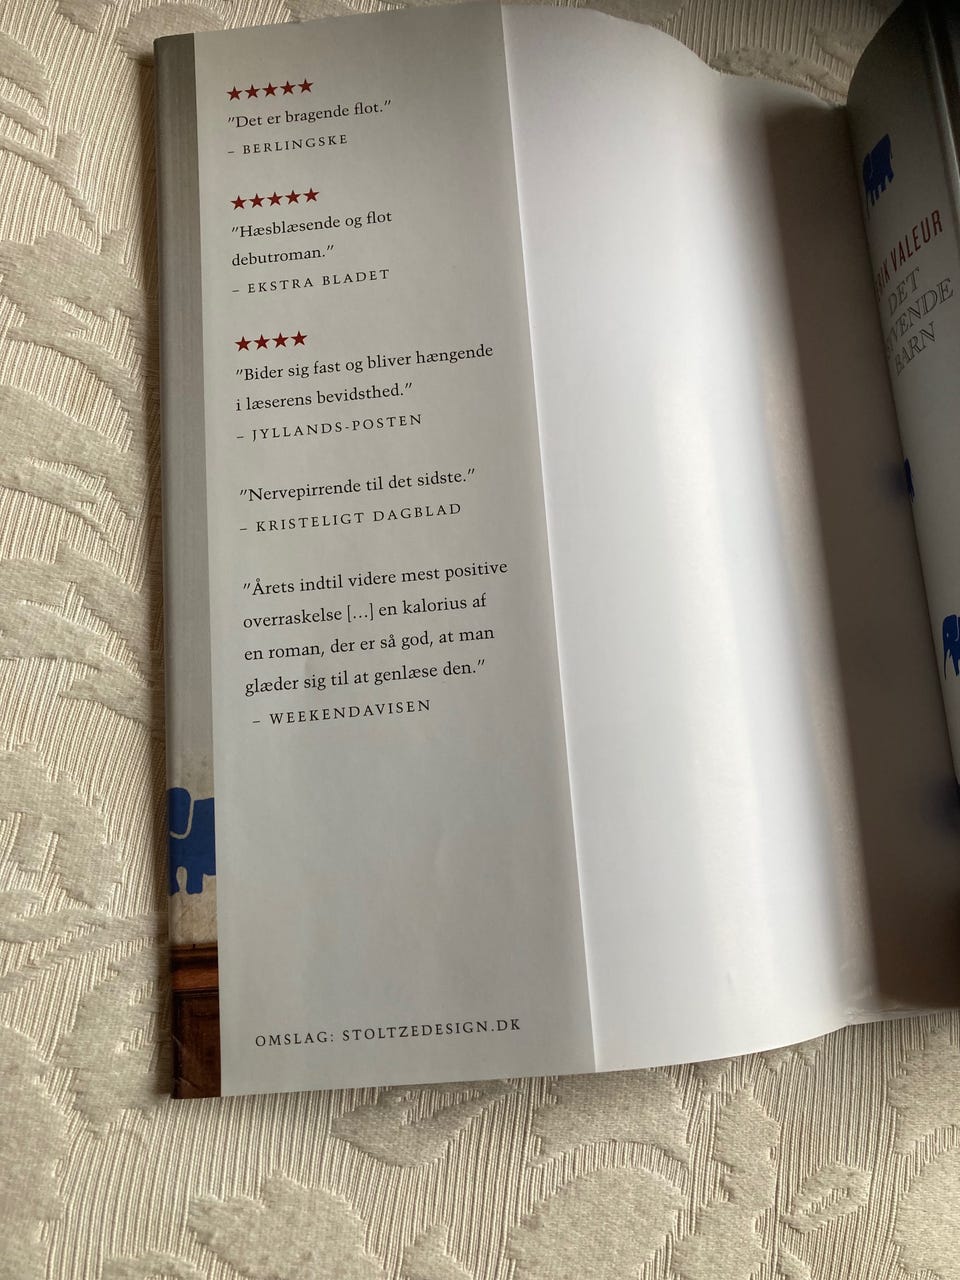 ★★★★★
"Det er bragende flot."
– BERLINGSKE
★★★★★
"Hæsblæsende og flot
debutroman."
– EKSTRA BLADET
★★★★
"Bider sig fast og bliver hængende
i læserens bevidsthed."
– JYLLANDS-POSTEN
"Nervepirrende til det sidste."
– KRISTELIGT DAGBLAD
"Årets indtil videre mest positive
overraskelse [...] en kalorius af
en roman, der er så god, at man
glæder sig til at genlæse den."
– WEEKENDAVISEN
OMSLAG: STOLTZEDESIGN.DK
VALEUR
DET
BARN